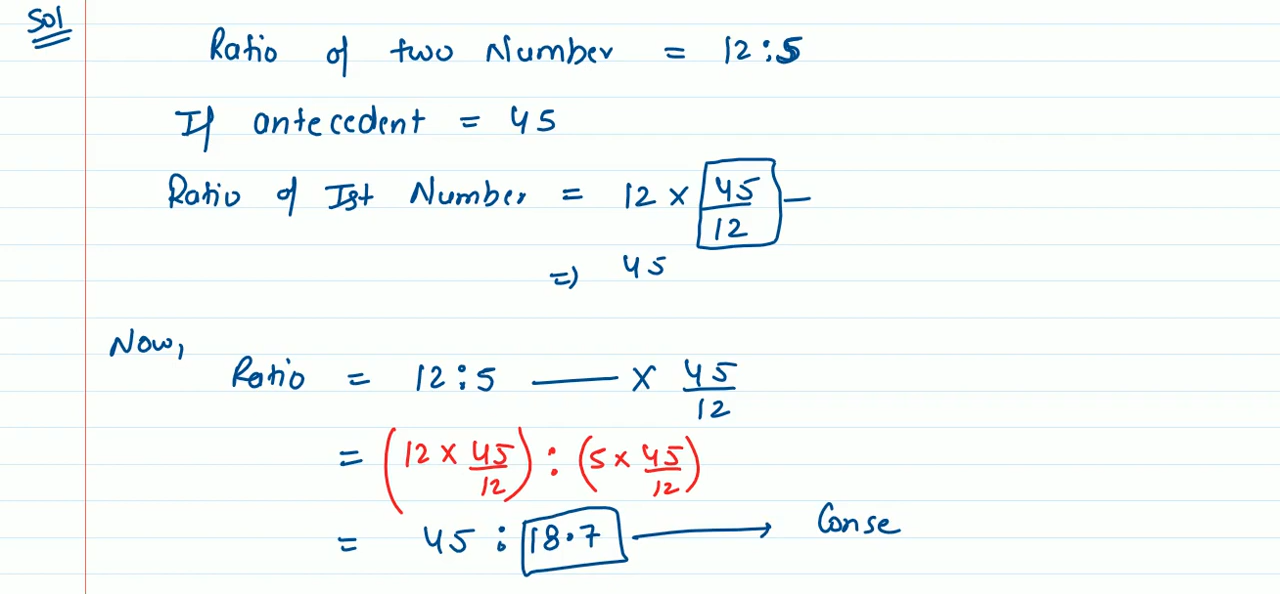 Sol
Ratio of two Number = 12:5
If antecedent = 45
Ratio of Ist Number = 12 × 45/12 —
=) 45
Now,
Ratio = 12:5 —— × 45/12
= (12 × 45/12) : (5 × 45/12)
= 45 : 18.7 → Conse